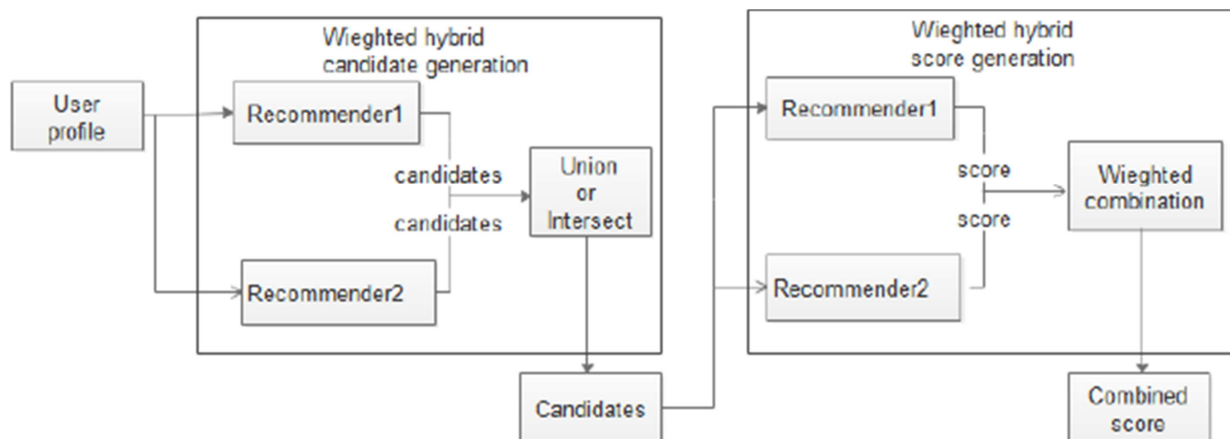 Wieghted hybrid
candidate generation
User
profile
Recommender1
candidates
candidates
Union
or
Intersect
Recommender2
Candidates
Wieghted hybrid
score generation
Recommender1
score
score
Wieghted
combination
Recommender2
Combined
score